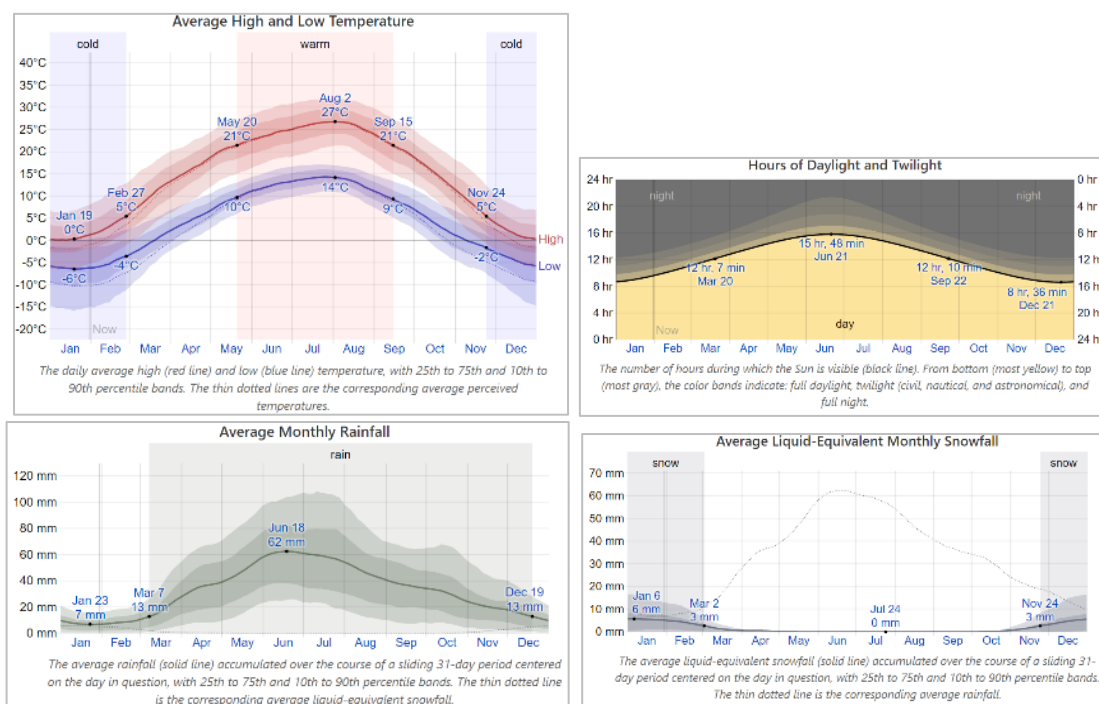 Average High and Low Temperature
cold
warm
cold
40°C
35°C
30°C
25°C
20°C
15°C
10°C
5°C
0°C
-5°C
-10°C
-15°C
-20°C
Jan 19
0°C
-6°C
Feb 27
5°C
-4°C
May 20
21°C
10°C
Aug 2
27°C
14°C
Sep 15
21°C
9°C
Nov 24
5°C
-2°C
High
Low
Now
Jan Feb Mar Apr May Jun Jul Aug Sep Oct Nov Dec
The daily average high (red line) and low (blue line) temperature, with 25th to 75th and 10th to
90th percentile bands. The thin dotted lines are the corresponding average perceived
temperatures.
Hours of Daylight and Twilight
24 hr
20 hr
16 hr
12 hr
8 hr
4 hr
0 hr
0 hr
4 hr
8 hr
12 hr
16 hr
20 hr
24 hr
night
night
15 hr, 48 min
Jun 21
12 hr, 7 min
Mar 20
12 hr, 10 min
Sep 22
8 hr, 36 min
Dec 21
day
Now
Jan Feb Mar Apr May Jun Jul Aug Sep Oct Nov Dec
The number of hours during which the Sun is visible (black line). From bottom (most yellow) to top
(most gray), the color bands indicate: full daylight, twilight (civil, nautical, and astronomical), and
full night.
Average Monthly Rainfall
rain
120 mm
100 mm
80 mm
60 mm
40 mm
20 mm
0 mm
Jan 23
7 mm
Mar 7
13 mm
Jun 18
62 mm
Dec 19
13 mm
Jan Feb Mar Apr May Jun Jul Aug Sep Oct Nov Dec
The average rainfall (solid line) accumulated over the course of a sliding 31-day period centered
on the day in question, with 25th to 75th and 10th to 90th percentile bands. The thin dotted line
is the corresponding average liquid-equivalent snowfall.
Average Liquid-Equivalent Monthly Snowfall
snow
snow
70 mm
60 mm
50 mm
40 mm
30 mm
20 mm
10 mm
0 mm
Jan 6
6 mm
Mar 2
3 mm
Jul 24
0 mm
Nov 24
3 mm
Jan Feb Mar Apr May Jun Jul Aug Sep Oct Nov Dec
The average liquid-equivalent snowfall (solid line) accumulated over the course of a sliding 31-
day period centered on the day in question, with 25th to 75th and 10th to 90th percentile bands.
The thin dotted line is the corresponding average rainfall.